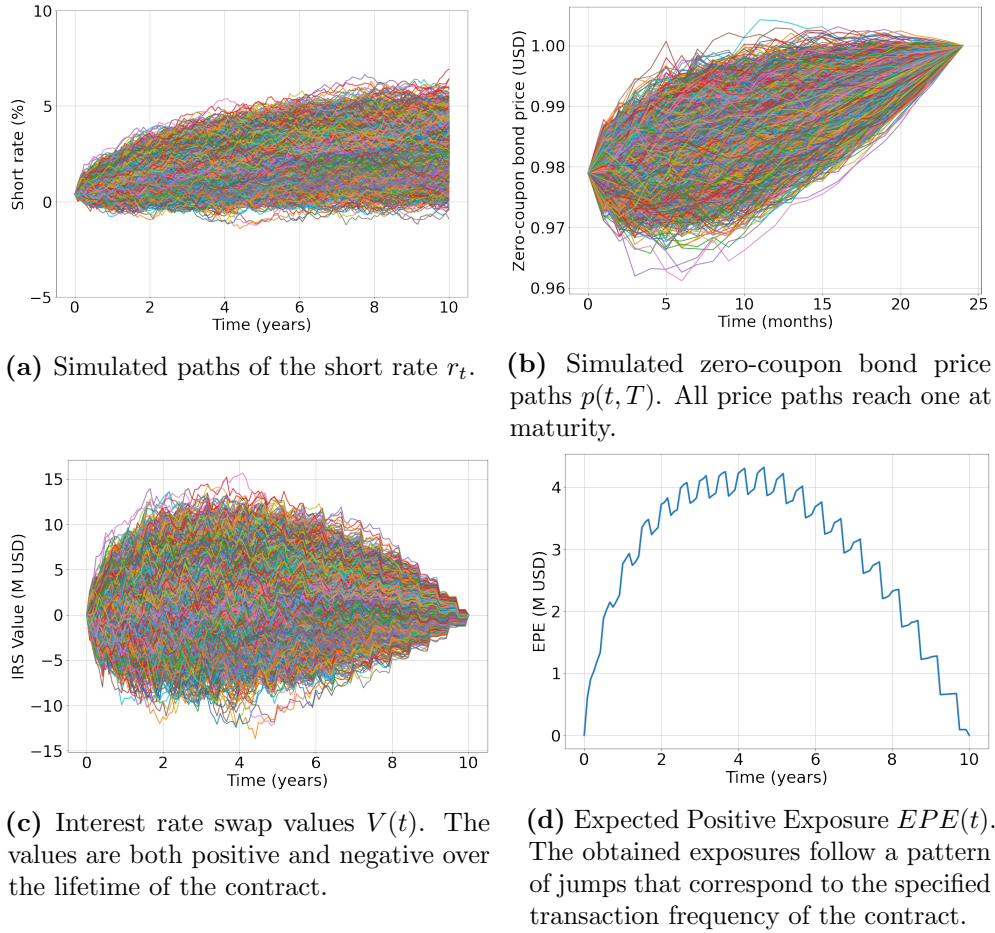 10
5
0
−5
Short rate (%)
0 2 4 6 8 10
Time (years)
(a) Simulated paths of the short rate r_t.
1.00
0.99
0.98
0.97
0.96
Zero-coupon bond price (USD)
0 5 10 15 20 25
Time (months)
(b) Simulated zero-coupon bond price
paths p(t, T). All price paths reach one at
maturity.
15
10
5
0
−5
−10
−15
IRS Value (M USD)
0 2 4 6 8 10
Time (years)
(c) Interest rate swap values V(t). The
values are both positive and negative over
the lifetime of the contract.
4
3
2
1
0
EPE (M USD)
0 2 4 6 8 10
Time (years)
(d) Expected Positive Exposure EPE(t).
The obtained exposures follow a pattern
of jumps that correspond to the specified
transaction frequency of the contract.